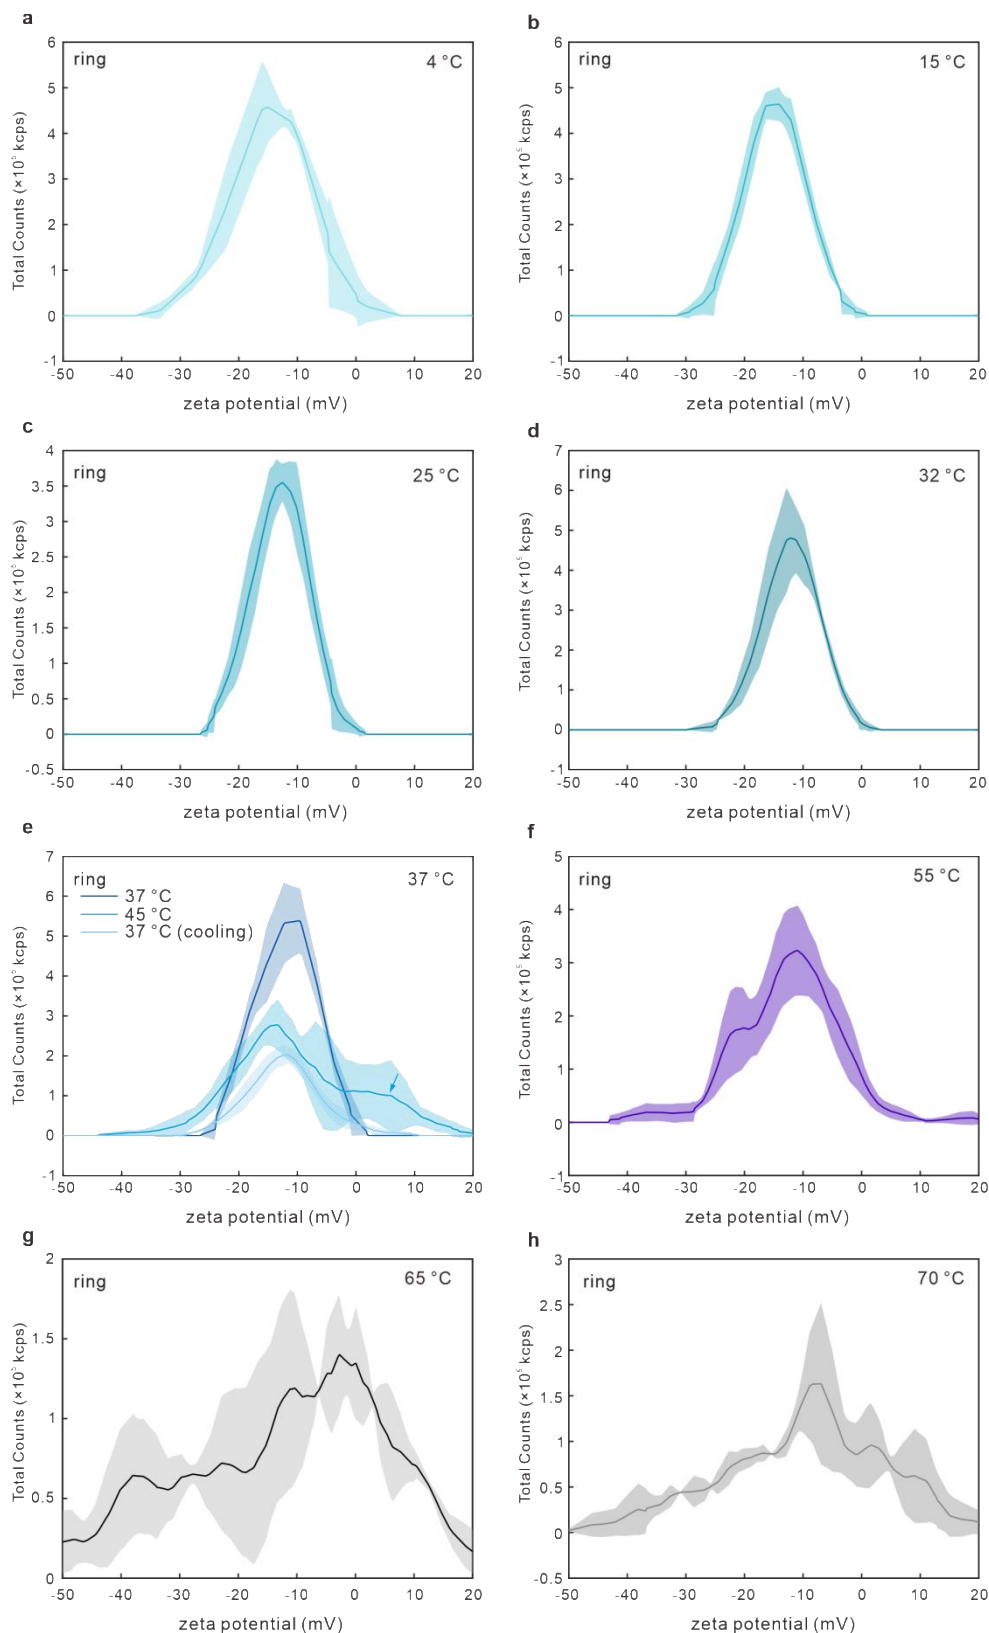 a
ring
4 °C
6
5
4
3
2
1
0
-1
-50 -40 -30 -20 -10 0 10 20
Total Counts (×10⁵ kcps)
zeta potential (mV)
b
ring
15 °C
6
5
4
3
2
1
0
-1
-50 -40 -30 -20 -10 0 10 20
Total Counts (×10⁵ kcps)
zeta potential (mV)
c
ring
25 °C
4
3.5
3
2.5
2
1.5
1
0.5
0
-0.5
-50 -40 -30 -20 -10 0 10 20
Total Counts (×10⁵ kcps)
zeta potential (mV)
d
ring
32 °C
7
6
5
4
3
2
1
0
-1
-50 -40 -30 -20 -10 0 10 20
Total Counts (×10⁵ kcps)
zeta potential (mV)
e
ring
37 °C
37 °C
45 °C
37 °C (cooling)
7
6
5
4
3
2
1
0
-1
-50 -40 -30 -20 -10 0 10 20
Total Counts (×10⁵ kcps)
zeta potential (mV)
f
ring
55 °C
5
4
3
2
1
0
-1
-50 -40 -30 -20 -10 0 10 20
Total Counts (×10⁵ kcps)
zeta potential (mV)
g
ring
65 °C
2
1.5
1
0.5
0
-50 -40 -30 -20 -10 0 10 20
Total Counts (×10⁵ kcps)
zeta potential (mV)
h
ring
70 °C
3
2.5
2
1.5
1
0.5
0
-0.5
-50 -40 -30 -20 -10 0 10 20
Total Counts (×10⁵ kcps)
zeta potential (mV)